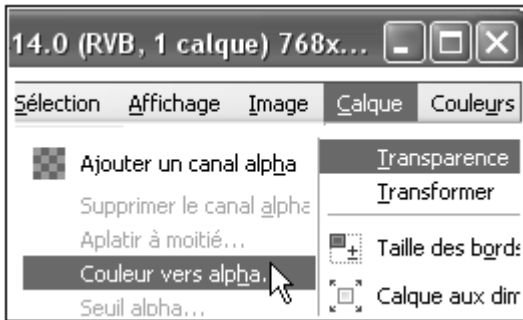 14.0 (RVB, 1 calque) 768x...
Sélection Affichage Image Calque Couleurs
Ajouter un canal alpha
Supprimer le canal alpha
Aplatir à moitié...
Couleur vers alpha...
Seuil alpha...
Transparence
Transformer
Taille des bords
Calque aux dim